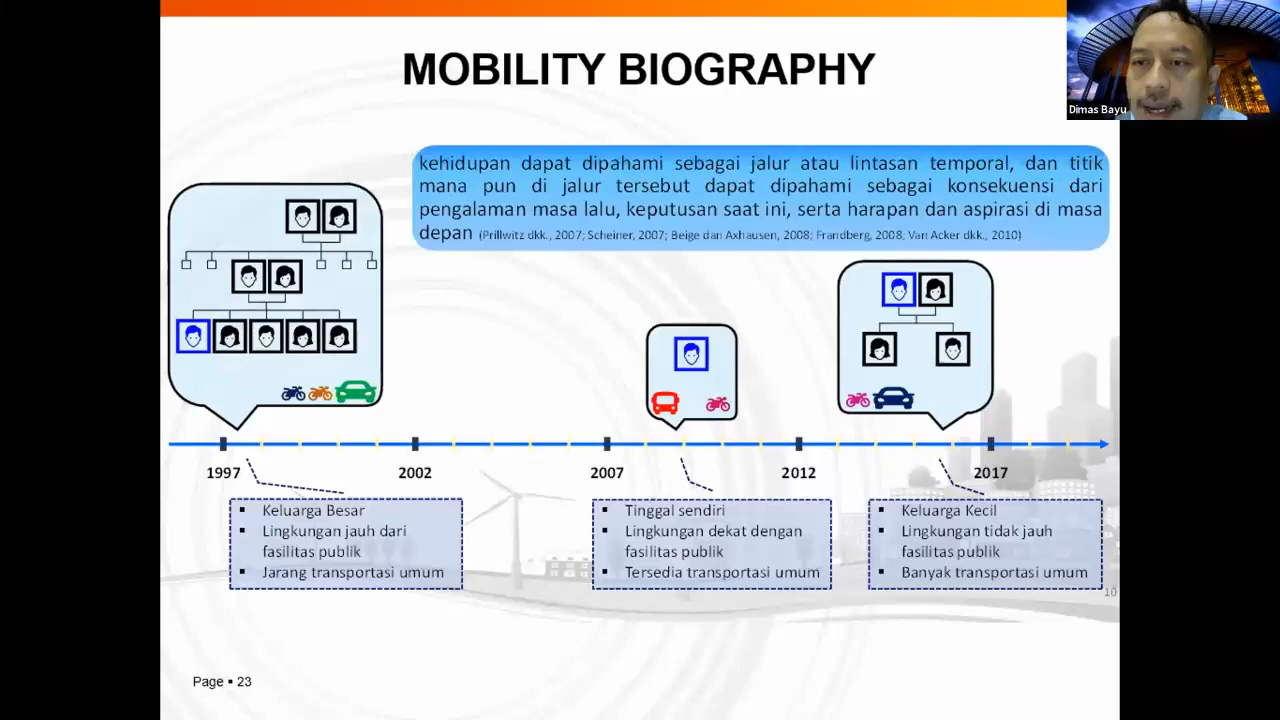 MOBILITY BIOGRAPHY
Dimas Bayu
kehidupan dapat dipahami sebagai jalur atau lintasan temporal, dan titik
mana pun di jalur tersebut dapat dipahami sebagai konsekuensi dari
pengalaman masa lalu, keputusan saat ini, serta harapan dan aspirasi di masa
depan (Prillwitz dkk., 2007; Scheiner, 2007; Beige dan Axhausen, 2008; Frandberg, 2008; Van Acker dkk., 2010)
1997 2002 2007 2012 2017
▪ Keluarga Besar
▪ Lingkungan jauh dari
fasilitas publik
▪ Jarang transportasi umum
▪ Tinggal sendiri
▪ Lingkungan dekat dengan
fasilitas publik
▪ Tersedia transportasi umum
▪ Keluarga Kecil
▪ Lingkungan tidak jauh
fasilitas publik
▪ Banyak transportasi umum
10
Page ▪ 23